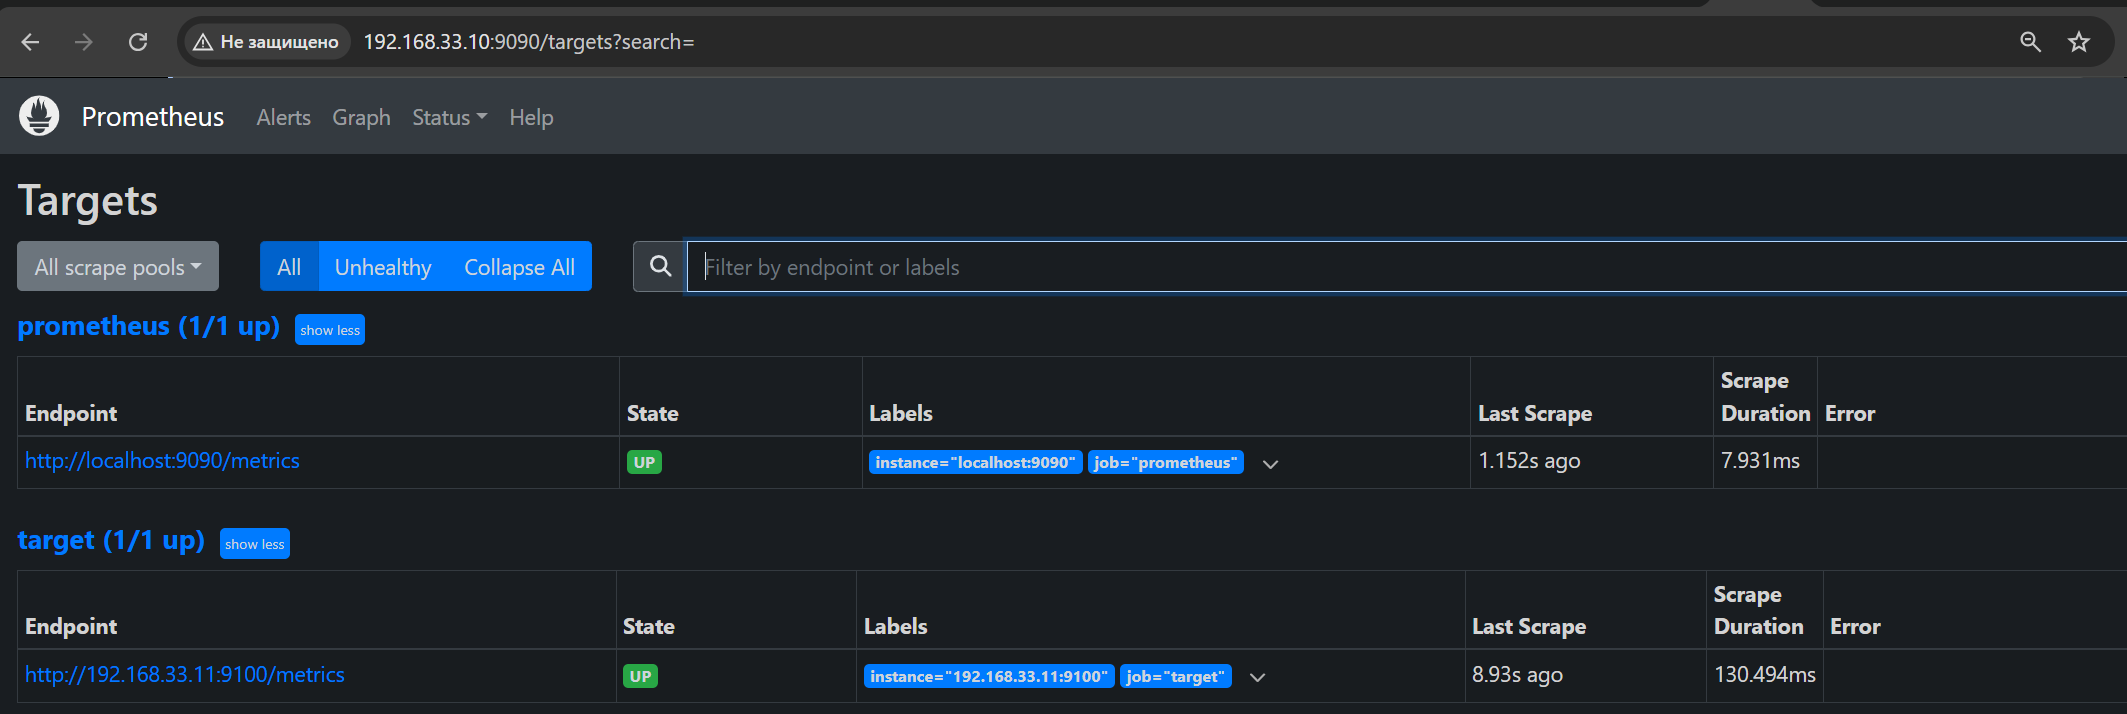 Не защищено 192.168.33.10:9090/targets?search=
Prometheus Alerts Graph Status Help
Targets
All scrape pools All Unhealthy Collapse All Filter by endpoint or labels
prometheus (1/1 up) show less
Endpoint State Labels Last Scrape Scrape Duration Error
http://localhost:9090/metrics UP instance="localhost:9090" job="prometheus" 1.152s ago 7.931ms
target (1/1 up) show less
Endpoint State Labels Last Scrape Scrape Duration Error
http://192.168.33.11:9100/metrics UP instance="192.168.33.11:9100" job="target" 8.93s ago 130.494ms